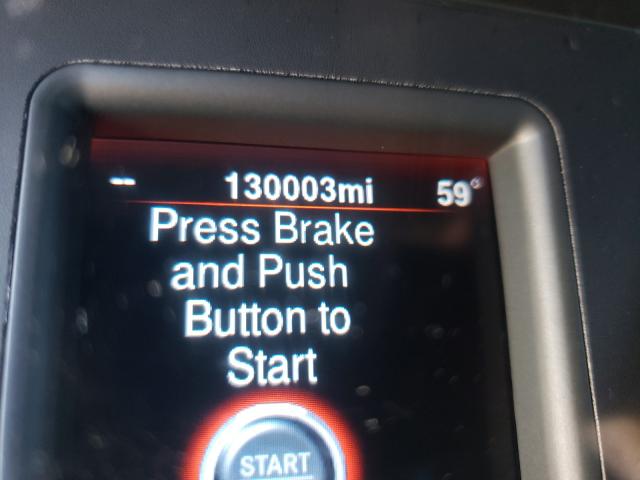 -- 130003mi 59°
Press Brake
and Push
Button to
Start
START